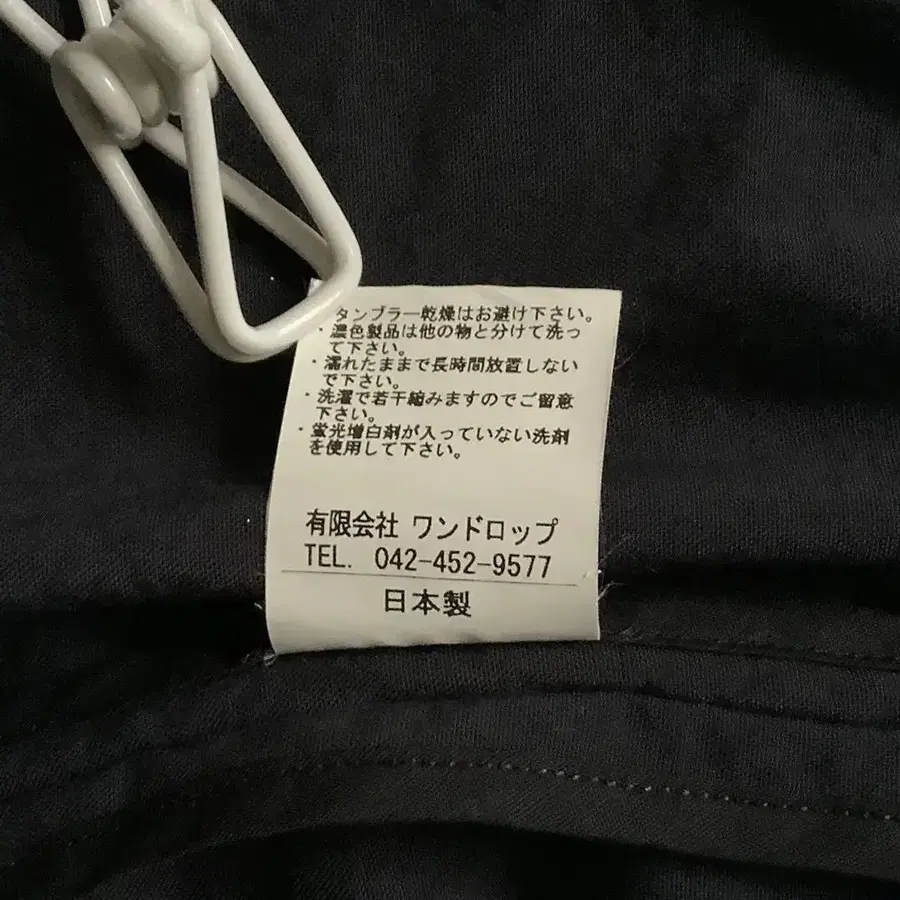 タンブラー乾燥はお避け下さい。
・濃色製品は他の物と分けて洗っ
て下さい。
・濡れたままで長時間放置しない
で下さい。
・洗濯で若干縮みますのでご留意
下さい。
・蛍光増白剤が入っていない洗剤
を使用して下さい。
有限会社 ワンドロップ
TEL. 042-452-9577
日本製